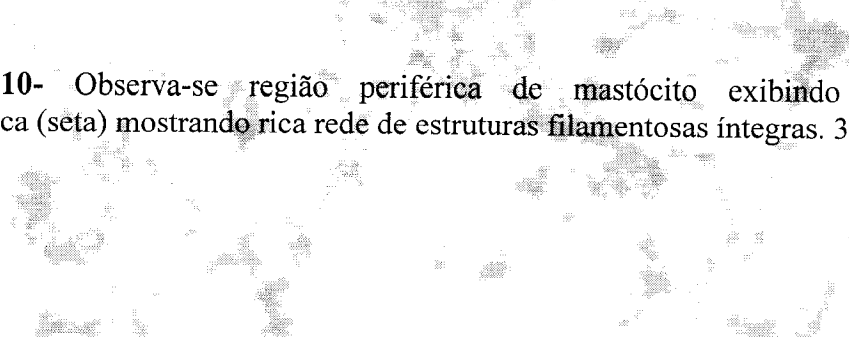 10- Observa-se região periférica de mastócito exibindo
ca (seta) mostrando rica rede de estruturas filamentosas íntegras. 3